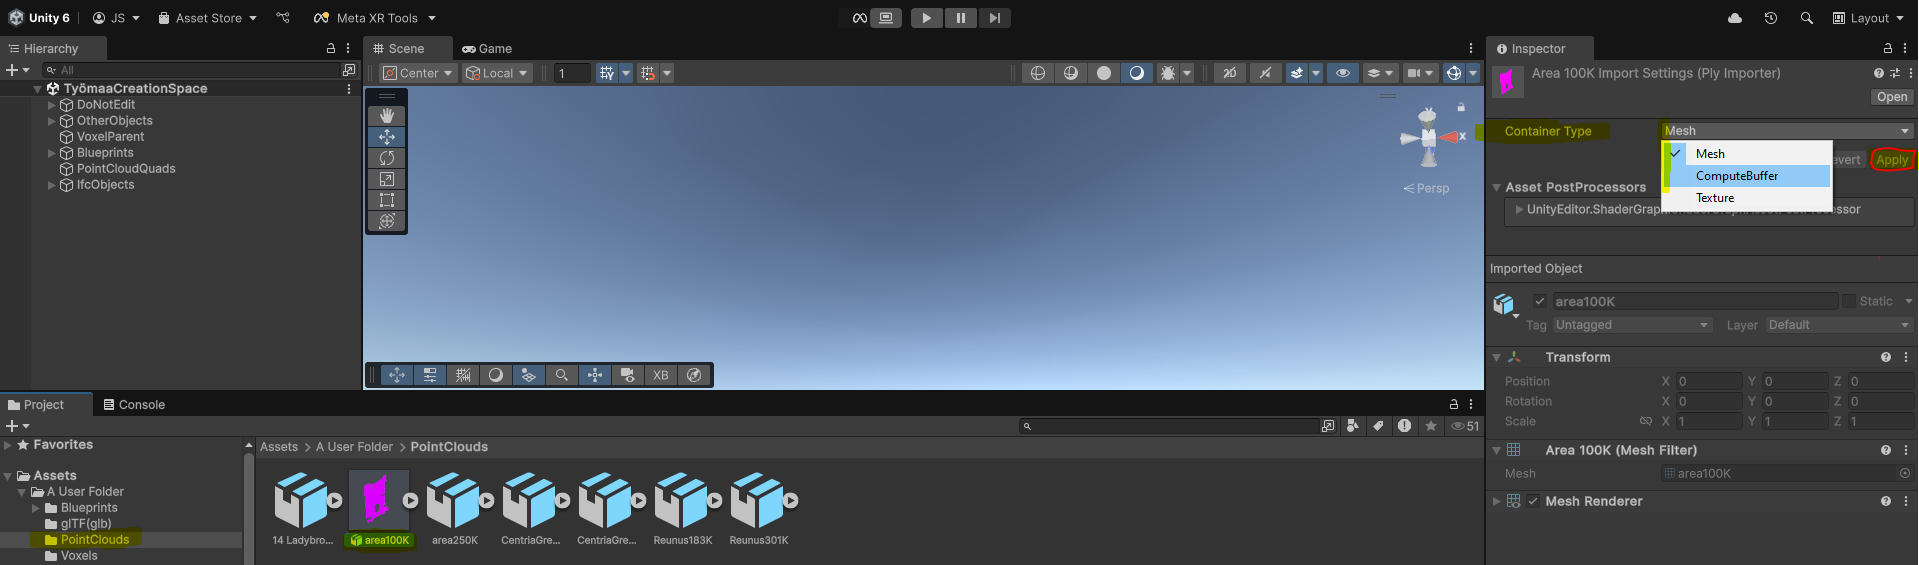 Unity 6 JS Asset Store Meta XR Tools Layout
Hierarchy
All
TyömaaCreationSpace
DoNotEdit
OtherObjects
VoxelParent
Blueprints
PointCloudQuads
IfcObjects
Scene Game
Center Local 1 2D
y
x
Persp
XB
Inspector
Area 100K Import Settings (Ply Importer)
Open
Container Type Mesh
Mesh
ComputeBuffer
Texture
evert Apply
Asset PostProcessors
Imported Object
area100K Static
Tag Untagged Layer Default
Transform
Position X 0 Y 0 Z 0
Rotation X 0 Y 0 Z 0
Scale X 1 Y 1 Z 1
Area 100K (Mesh Filter)
Mesh area100K
Mesh Renderer
Project Console
51
Favorites
Assets
A User Folder
Blueprints
glTF(glb)
PointClouds
Voxels
Assets > A User Folder > PointClouds
14 Ladybro... area100K area250K CentriaGre... CentriaGre... Reunus183K Reunus301K